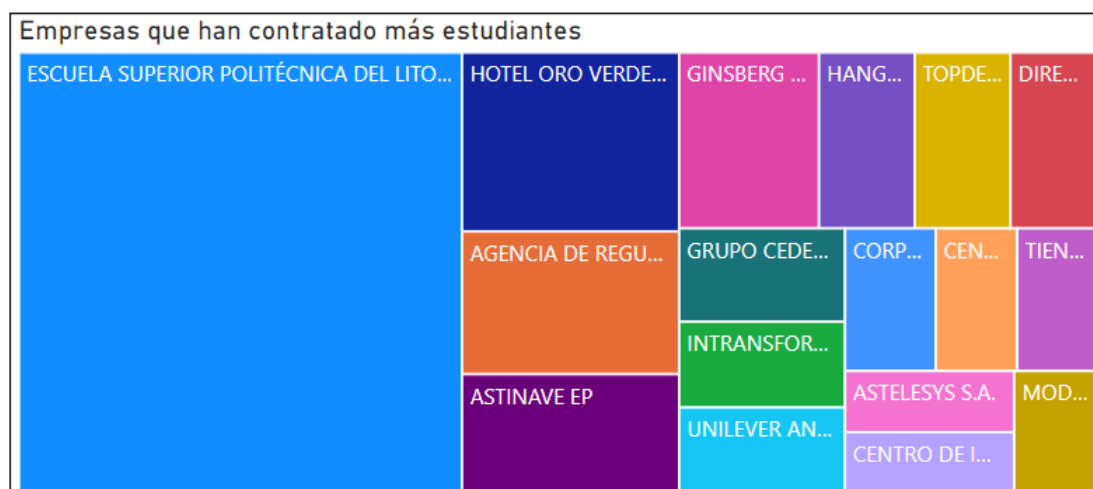 Empresas que han contratado más estudiantes
ESCUELA SUPERIOR POLITÉCNICA DEL LITO...
HOTEL ORO VERDE...
GINSBERG ...
HANG...
TOPDE...
DIRE...
AGENCIA DE REGU...
GRUPO CEDE...
CORP...
CEN...
TIEN...
INTRANSFOR...
ASTINAVE EP
ASTELESYS S.A.
MOD...
UNILEVER AN...
CENTRO DE I...